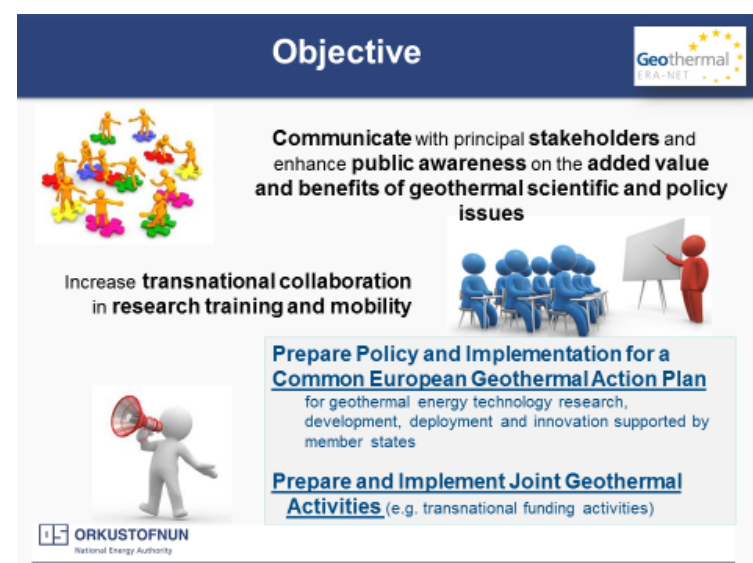 Objective
Geothermal
ERA-NET
Communicate with principal stakeholders and
enhance public awareness on the added value
and benefits of geothermal scientific and policy
issues
Increase transnational collaboration
in research training and mobility
Prepare Policy and Implementation for a
Common European Geothermal Action Plan
for geothermal energy technology research,
development, deployment and innovation supported by
member states
Prepare and Implement Joint Geothermal
Activities (e.g. transnational funding activities)
OS ORKUSTOFNUN
National Energy Authority